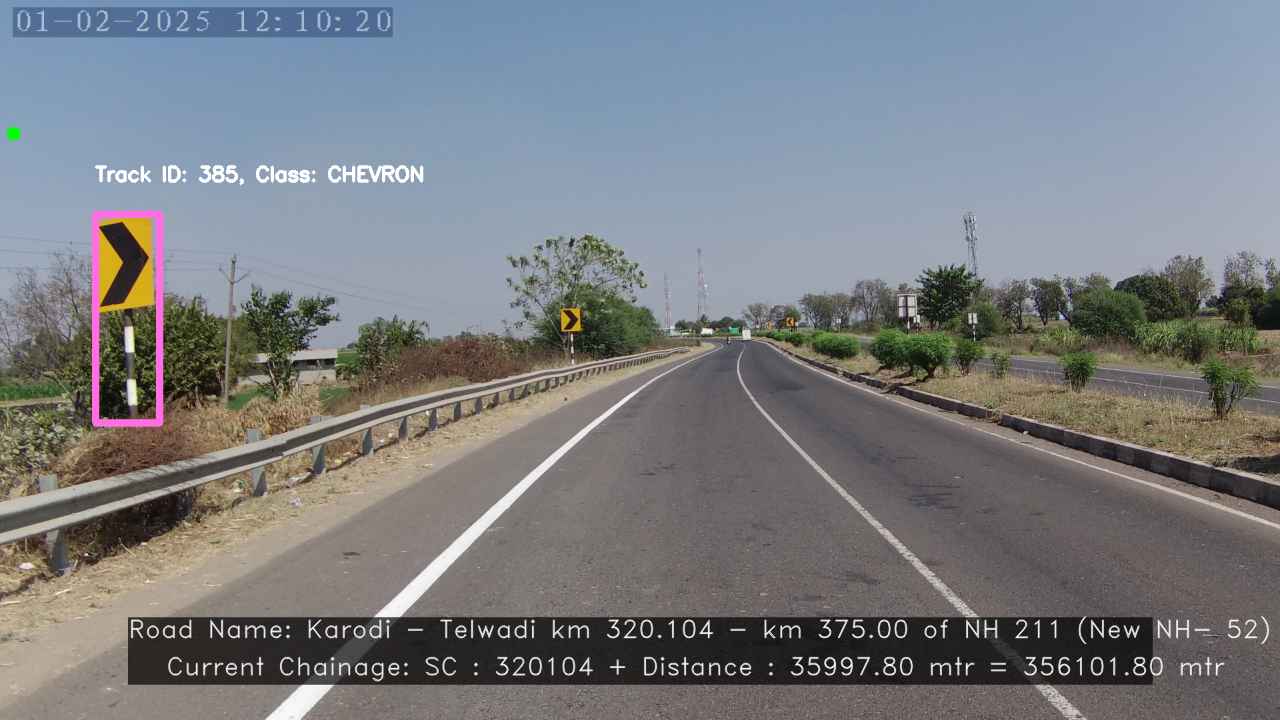 01-02-2025 12:10:20
Track ID: 385, Class: CHEVRON
Road Name: Karodi - Telwadi km 320.104 - km 375.00 of NH 211 (New NH- 52)
Current Chainage: SC : 320104 + Distance : 35997.80 mtr = 356101.80 mtr